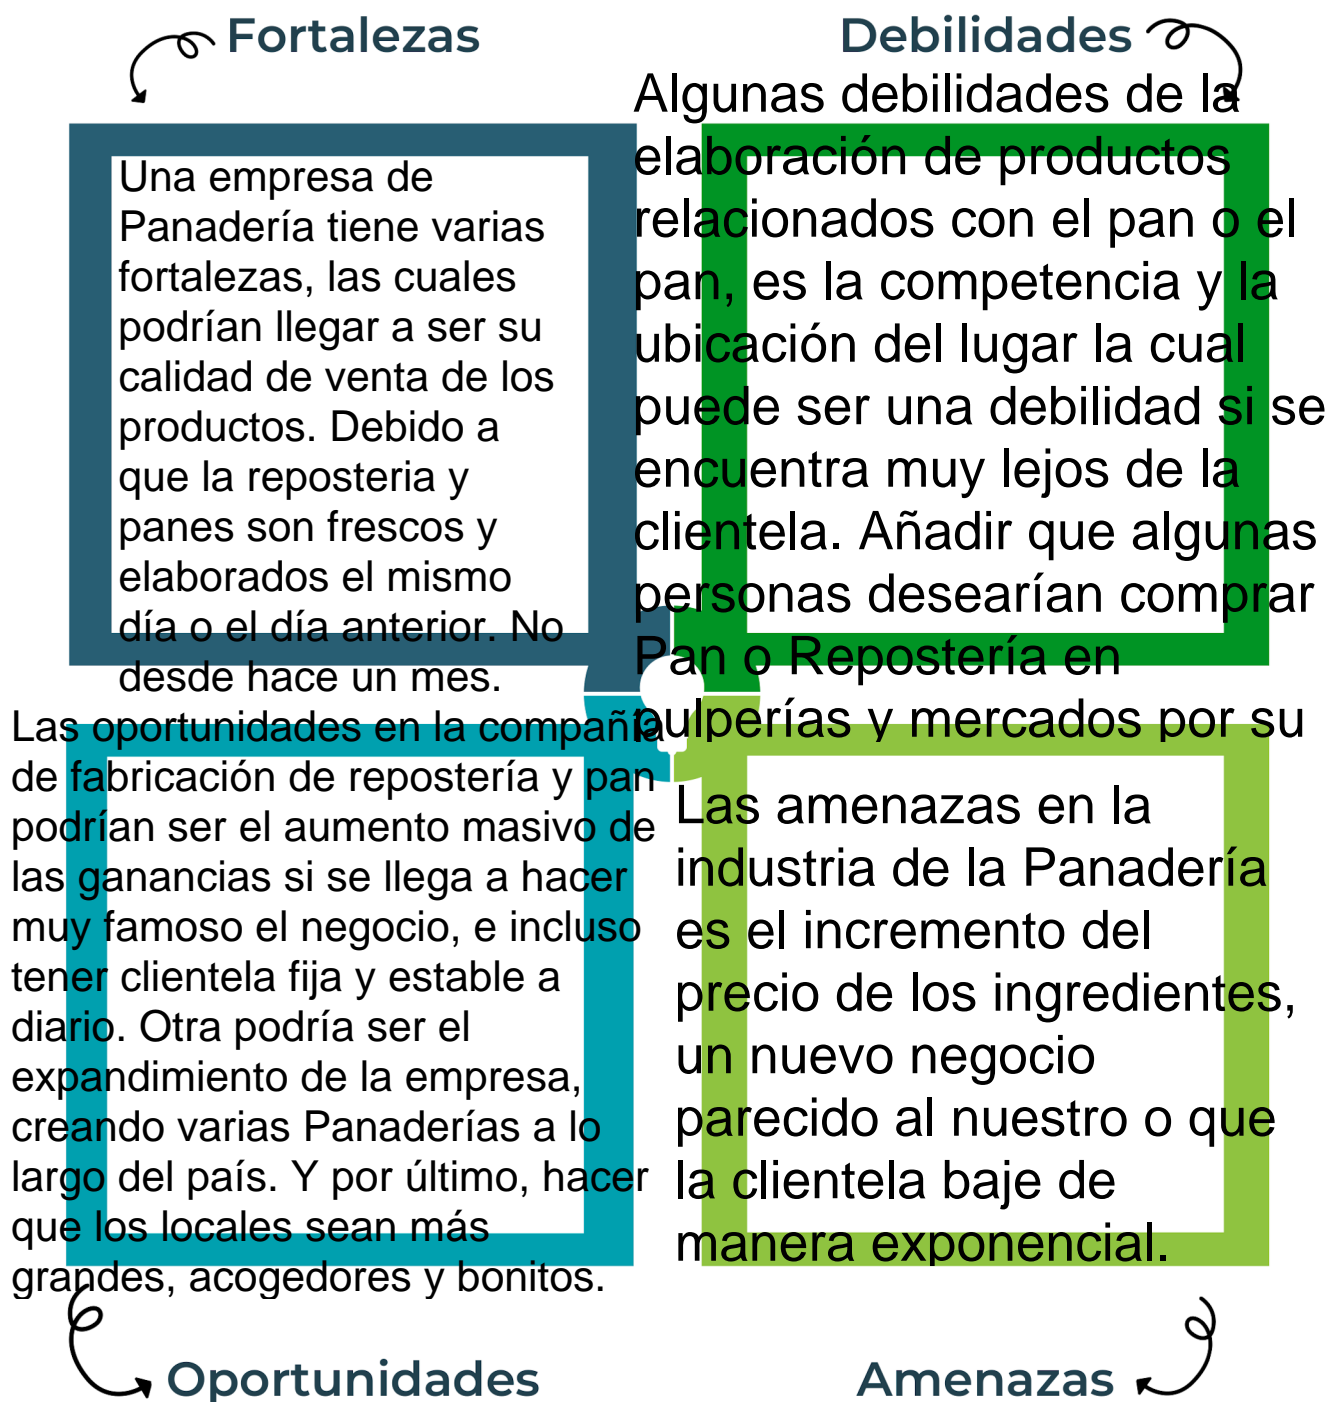 Fortalezas
Una empresa de
Panadería tiene varias
fortalezas, las cuales
podrían llegar a ser su
calidad de venta de los
productos. Debido a
que la reposteria y
panes son frescos y
elaborados el mismo
día o el día anterior. No
desde hace un mes.
Debilidades
Algunas debilidades de la
elaboración de productos
relacionados con el pan o el
pan, es la competencia y la
ubicación del lugar la cual
puede ser una debilidad si se
encuentra muy lejos de la
clientela. Añadir que algunas
personas desearían comprar
Pan o Repostería en
pulperías y mercados por su
Las oportunidades en la compañía
de fabricación de repostería y pan
podrían ser el aumento masivo de
las ganancias si se llega a hacer
muy famoso el negocio, e incluso
tener clientela fija y estable a
diario. Otra podría ser el
expandimiento de la empresa,
creando varias Panaderías a lo
largo del país. Y por último, hacer
que los locales sean más
grandes, acogedores y bonitos.
Oportunidades
Las amenazas en la
industria de la Panadería
es el incremento del
precio de los ingredientes,
un nuevo negocio
parecido al nuestro o que
la clientela baje de
manera exponencial.
Amenazas